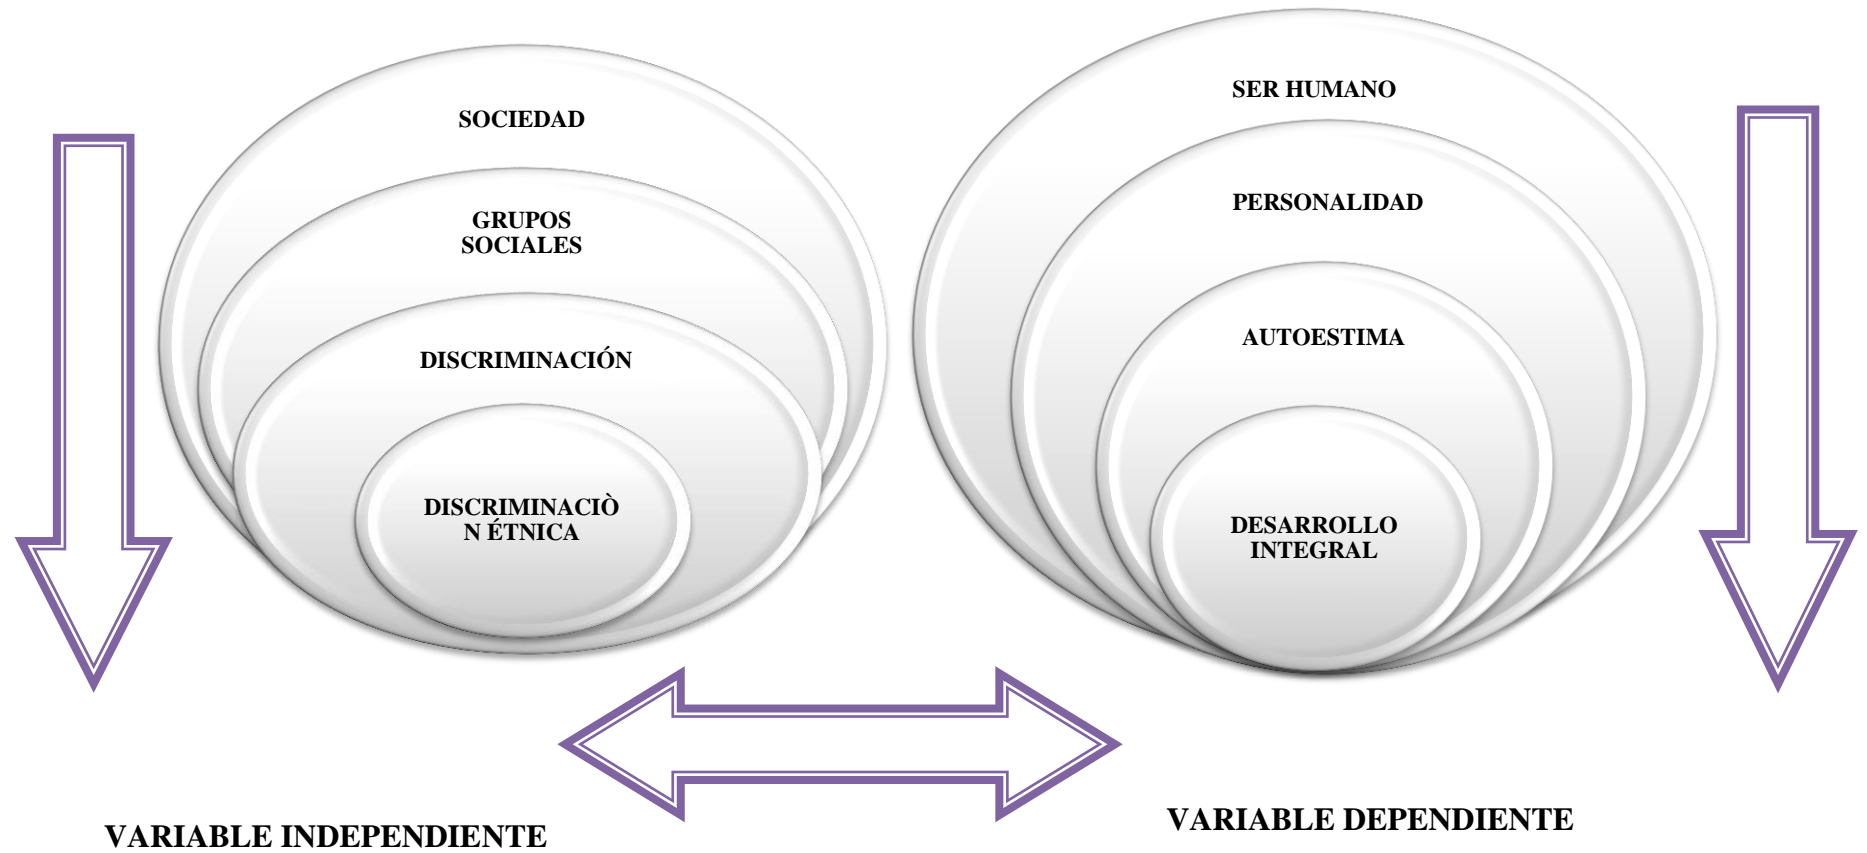 SOCIEDAD
GRUPOS
SOCIALES
DISCRIMINACIÓN
DISCRIMINACIÒ
N ÉTNICA
SER HUMANO
PERSONALIDAD
AUTOESTIMA
DESARROLLO
INTEGRAL
VARIABLE INDEPENDIENTE
VARIABLE DEPENDIENTE